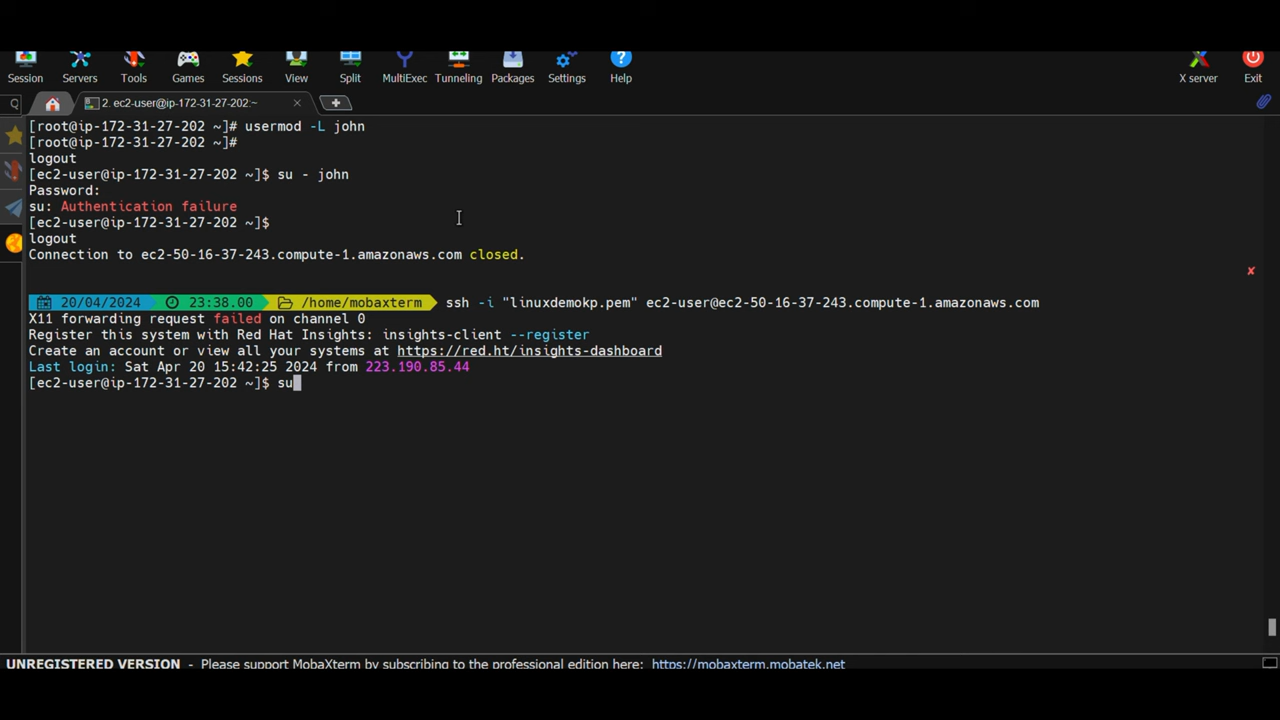 Session Servers Tools Games Sessions View Split MultiExec Tunneling Packages Settings Help X server Exit
2. ec2-user@ip-172-31-27-202:~
[root@ip-172-31-27-202 ~]# usermod -L john
[root@ip-172-31-27-202 ~]#
logout
[ec2-user@ip-172-31-27-202 ~]$ su - john
Password:
su: Authentication failure
[ec2-user@ip-172-31-27-202 ~]$
logout
Connection to ec2-50-16-37-243.compute-1.amazonaws.com closed.
20/04/2024 23:38.00 /home/mobaxterm ssh -i "linuxdemokp.pem" ec2-user@ec2-50-16-37-243.compute-1.amazonaws.com
X11 forwarding request failed on channel 0
Register this system with Red Hat Insights: insights-client --register
Create an account or view all your systems at https://red.ht/insights-dashboard
Last login: Sat Apr 20 15:42:25 2024 from 223.190.85.44
[ec2-user@ip-172-31-27-202 ~]$ su
UNREGISTERED VERSION - Please support MobaXterm by subscribing to the professional edition here: https://mobaxterm.mobatek.net